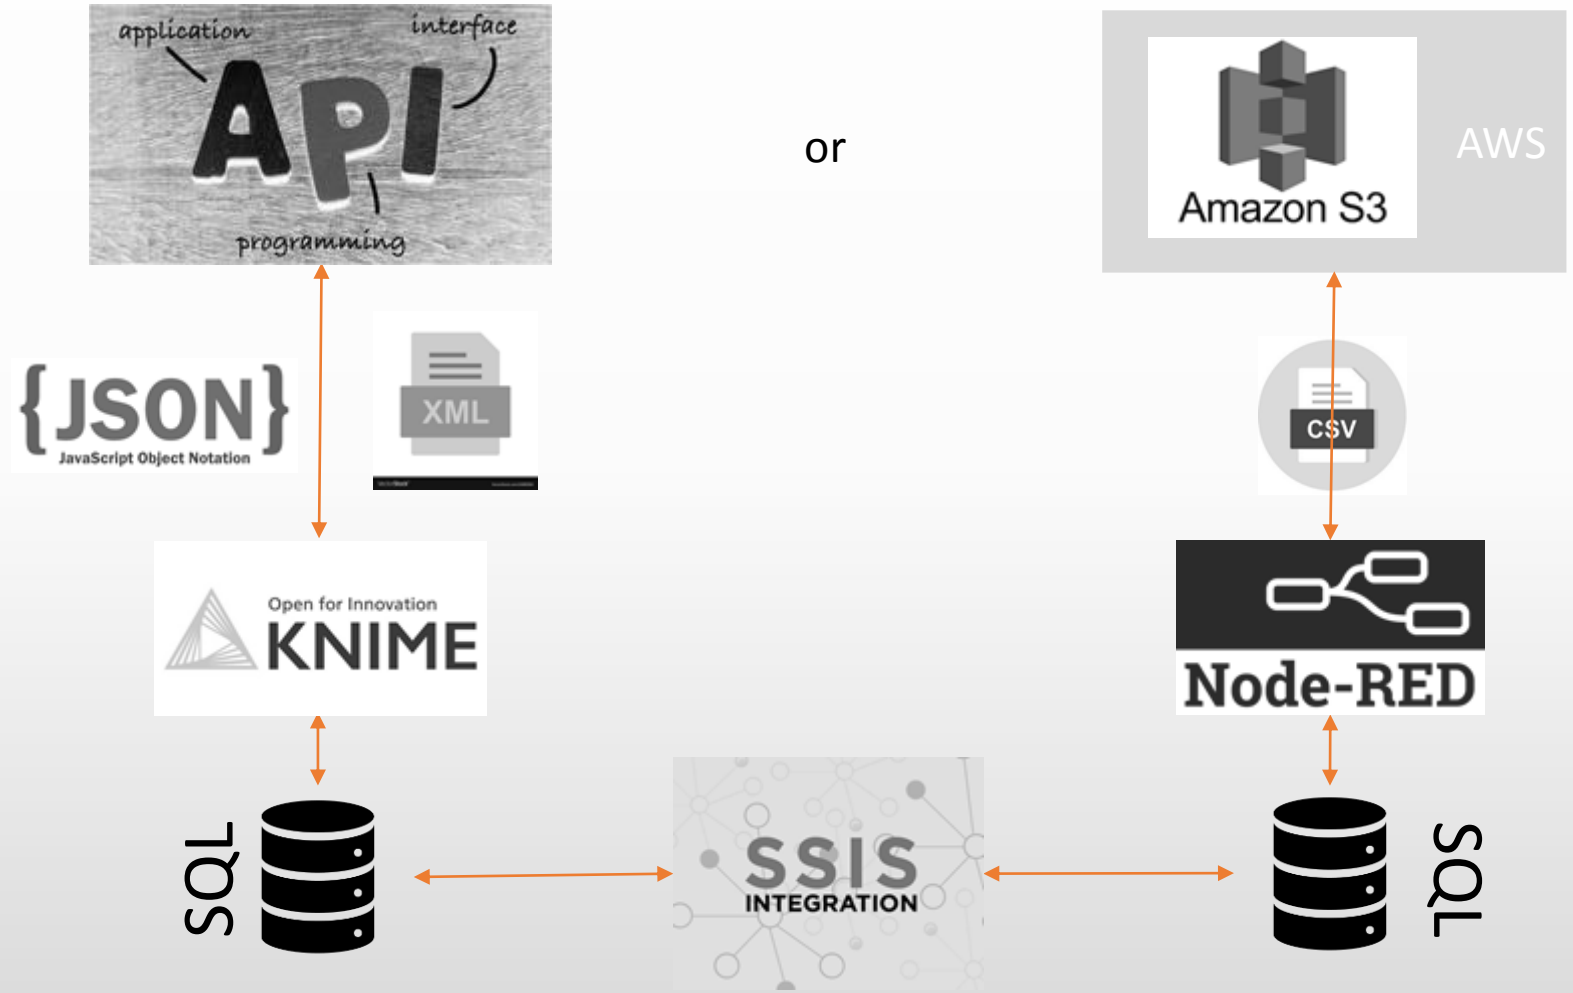 application
interface
API
programming
or
AWS
Amazon S3
{JSON}
JavaScript Object Notation
XML
CSV
Open for Innovation
KNIME
Node-RED
SQL
SSIS
INTEGRATION
SQL